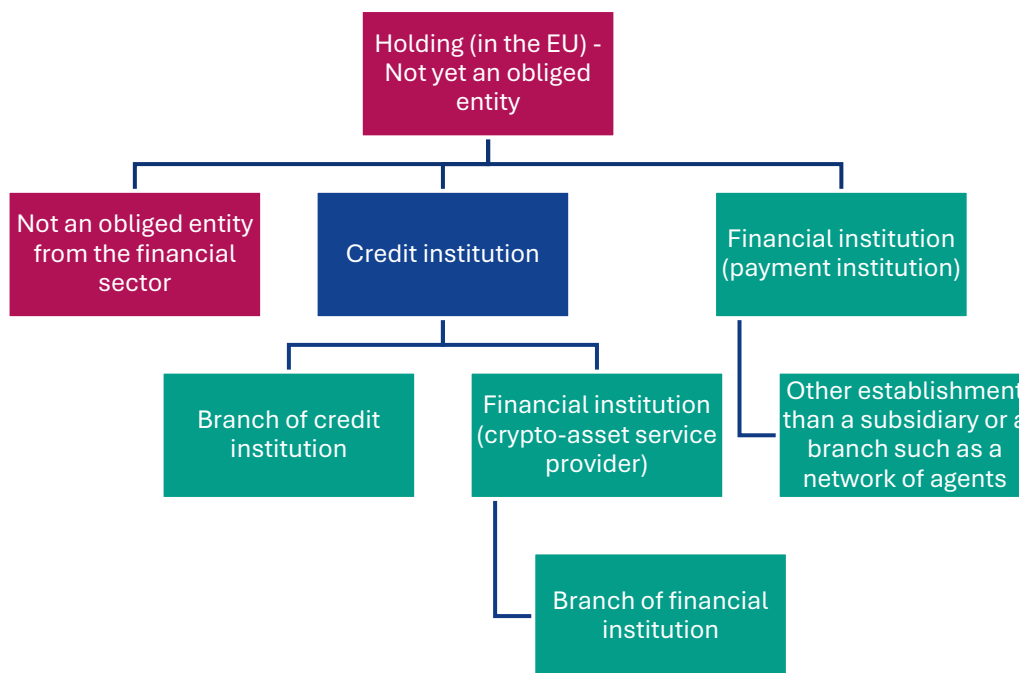 Holding (in the EU) -
Not yet an obliged
entity
Not an obliged entity
from the financial
sector
Credit institution
Financial institution
(payment institution)
Branch of credit
institution
Financial institution
(crypto-asset service
provider)
Other establishment
than a subsidiary or a
branch such as a
network of agents
Branch of financial
institution